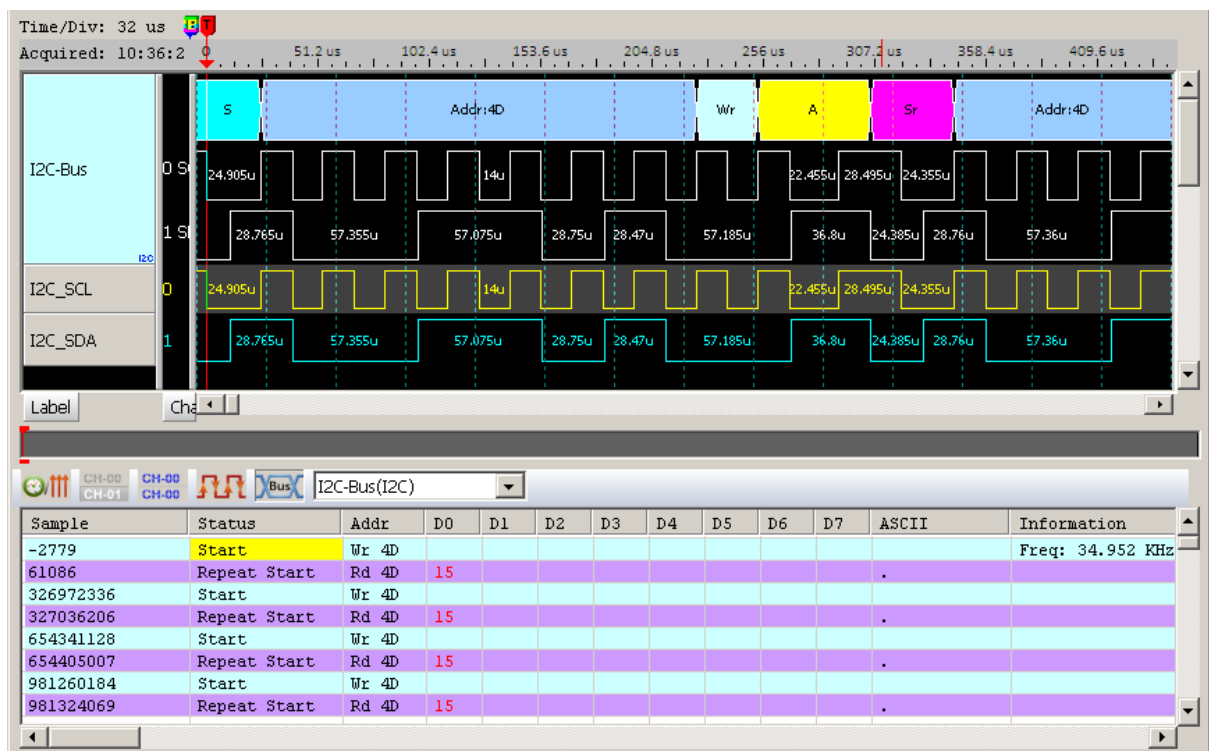 Time/Div: 32 us B T
Acquired: 10:36:2 0 51.2 us 102.4 us 153.6 us 204.8 us 256 us 307.2 us 358.4 us 409.6 us
S Addr:4D Wr A Sr Addr:4D
I2C-Bus 0 S 24.905u 14u 22.455u 28.495u 24.355u
1 S 28.765u 57.355u 57.075u 28.75u 28.47u 57.185u 36.8u 24.385u 28.76u 57.36u
I2C
I2C_SCL 0 24.905u 14u 22.455u 28.495u 24.355u
I2C_SDA 1 28.765u 57.355u 57.075u 28.75u 28.47u 57.185u 36.8u 24.385u 28.76u 57.36u
Label Cha
CH-00 CH-01 CH-00 CH-00 Bus I2C-Bus(I2C)
Sample Status Addr D0 D1 D2 D3 D4 D5 D6 D7 ASCII Information
-2779 Start Wr 4D Freq: 34.952 KHz
61086 Repeat Start Rd 4D 15 .
326972336 Start Wr 4D
327036206 Repeat Start Rd 4D 15 .
654341128 Start Wr 4D
654405007 Repeat Start Rd 4D 15 .
981260184 Start Wr 4D
981324069 Repeat Start Rd 4D 15 .